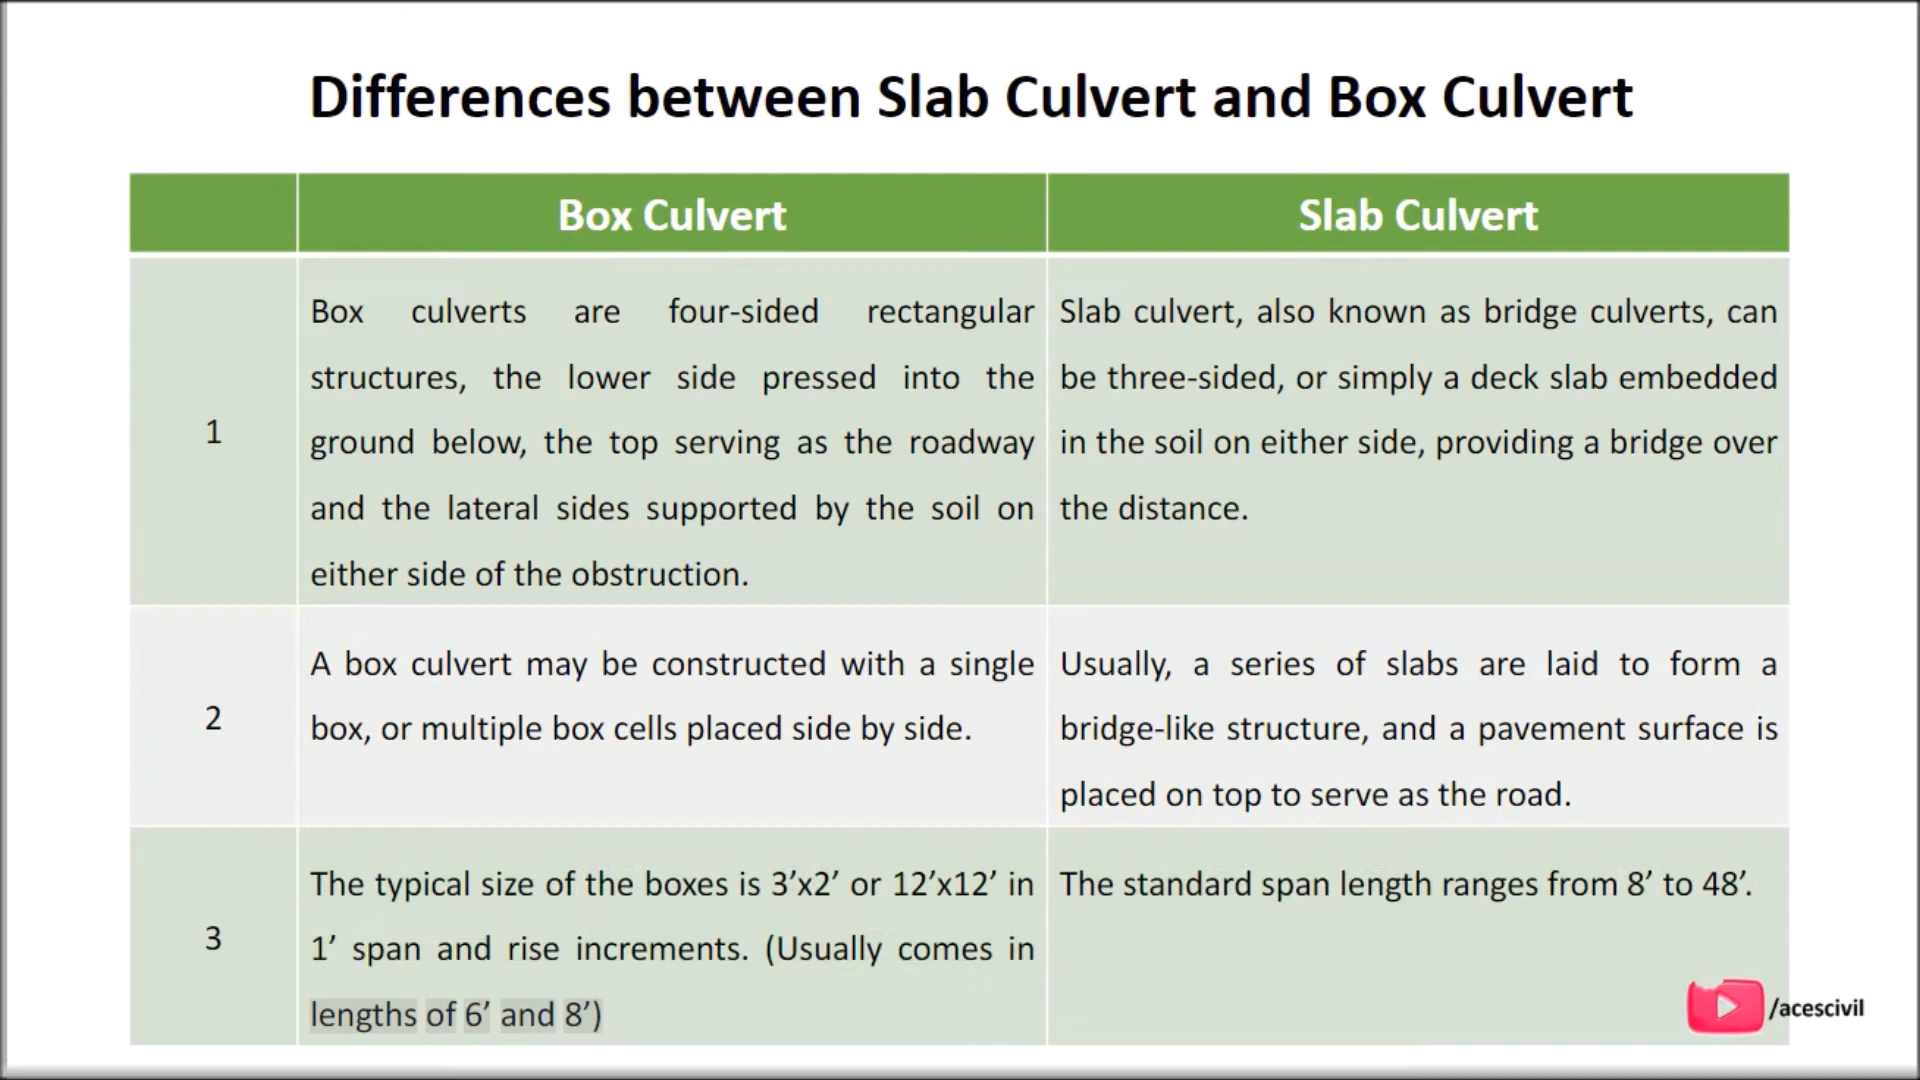 Differences between Slab Culvert and Box Culvert
Box Culvert
Slab Culvert
1
Box culverts are four-sided rectangular
structures, the lower side pressed into the
ground below, the top serving as the roadway
and the lateral sides supported by the soil on
either side of the obstruction.
Slab culvert, also known as bridge culverts, can
be three-sided, or simply a deck slab embedded
in the soil on either side, providing a bridge over
the distance.
2
A box culvert may be constructed with a single
box, or multiple box cells placed side by side.
Usually, a series of slabs are laid to form a
bridge-like structure, and a pavement surface is
placed on top to serve as the road.
3
The typical size of the boxes is 3’x2’ or 12’x12’ in
1’ span and rise increments. (Usually comes in
lengths of 6’ and 8’)
The standard span length ranges from 8’ to 48’.
/acescivil